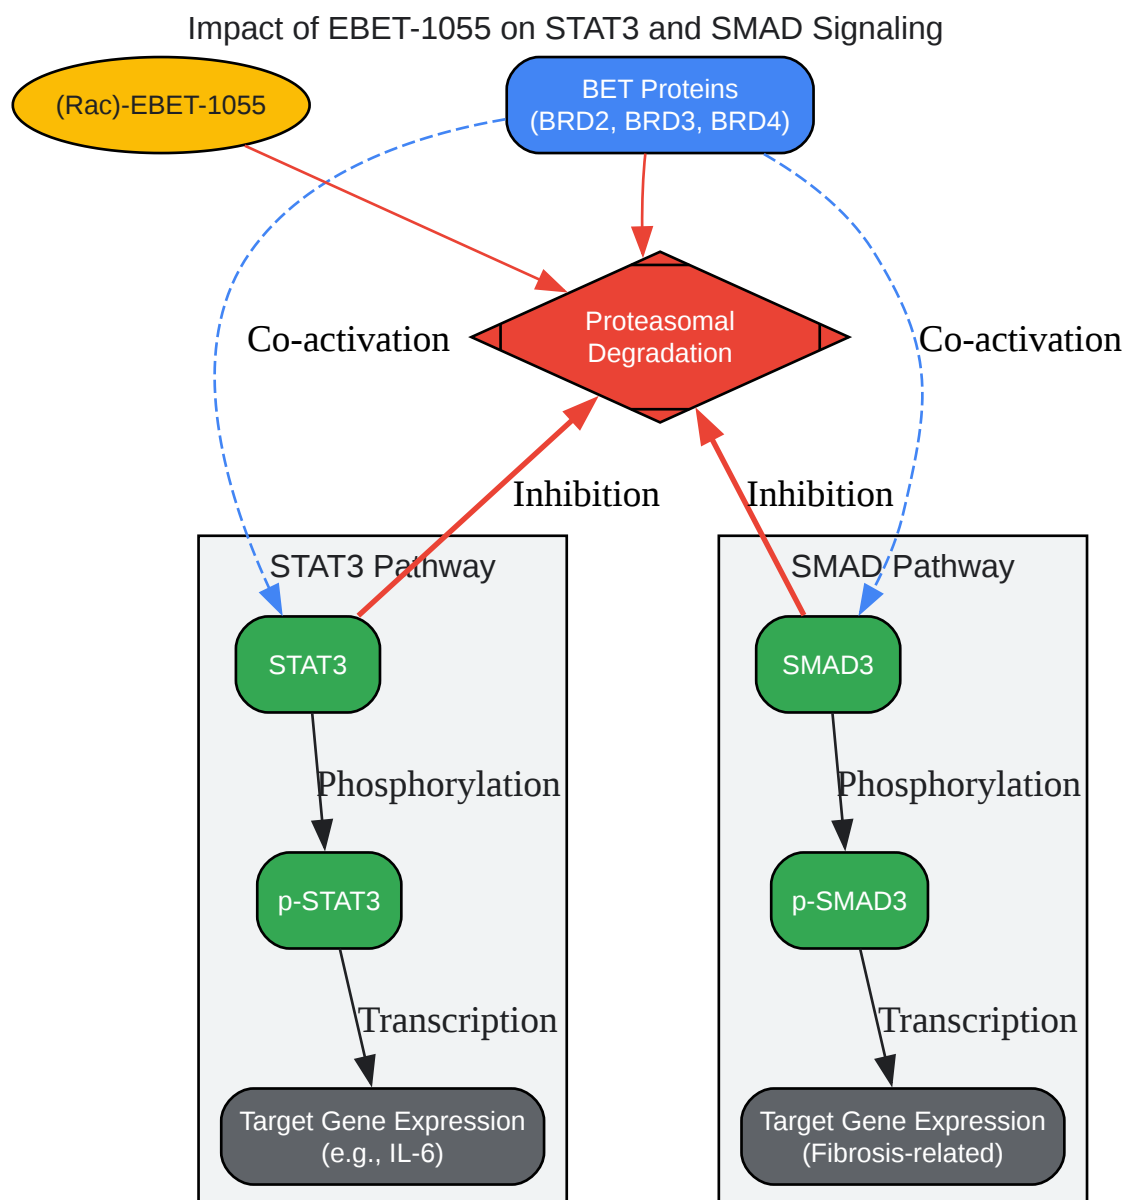 Impact of EBET-1055 on STAT3 and SMAD Signaling
(Rac)-EBET-1055
BET Proteins
(BRD2, BRD3, BRD4)
Proteasomal
Degradation
Co-activation
Co-activation
Inhibition
Inhibition
STAT3 Pathway
STAT3
Phosphorylation
p-STAT3
Transcription
Target Gene Expression
(e.g., IL-6)
SMAD Pathway
SMAD3
Phosphorylation
p-SMAD3
Transcription
Target Gene Expression
(Fibrosis-related)